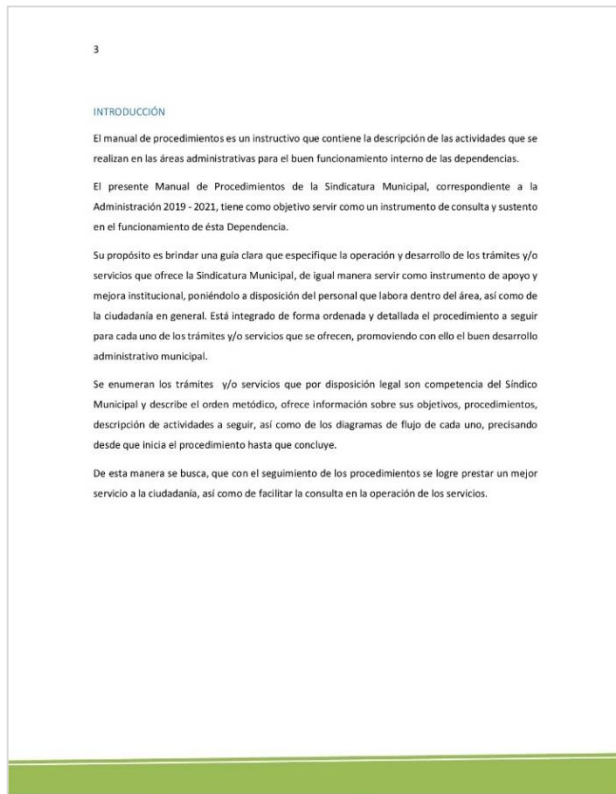 3
INTRODUCCIÓN
El manual de procedimientos es un instructivo que contiene la descripción de las actividades que se
realizan en las áreas administrativas para el buen funcionamiento interno de las dependencias.
El presente Manual de Procedimientos de la Sindicatura Municipal, correspondiente a la
Administración 2019 - 2021, tiene como objetivo servir como un instrumento de consulta y sustento
en el funcionamiento de ésta Dependencia.
Su propósito es brindar una guía clara que especifique la operación y desarrollo de los trámites y/o
servicios que ofrece la Sindicatura Municipal, de igual manera servir como instrumento de apoyo y
mejora institucional, poniéndolo a disposición del personal que labora dentro del área, así como de
la ciudadanía en general. Está integrado de forma ordenada y detallada el procedimiento a seguir
para cada uno de los trámites y/o servicios que se ofrecen, promoviendo con ello el buen desarrollo
administrativo municipal.
Se enumeran los trámites y/o servicios que por disposición legal son competencia del Síndico
Municipal y describe el orden metódico, ofrece información sobre sus objetivos, procedimientos,
descripción de actividades a seguir, así como de los diagramas de flujo de cada uno, precisando
desde que inicia el procedimiento hasta que concluye.
De esta manera se busca, que con el seguimiento de los procedimientos se logre prestar un mejor
servicio a la ciudadanía, así como de facilitar la consulta en la operación de los servicios.